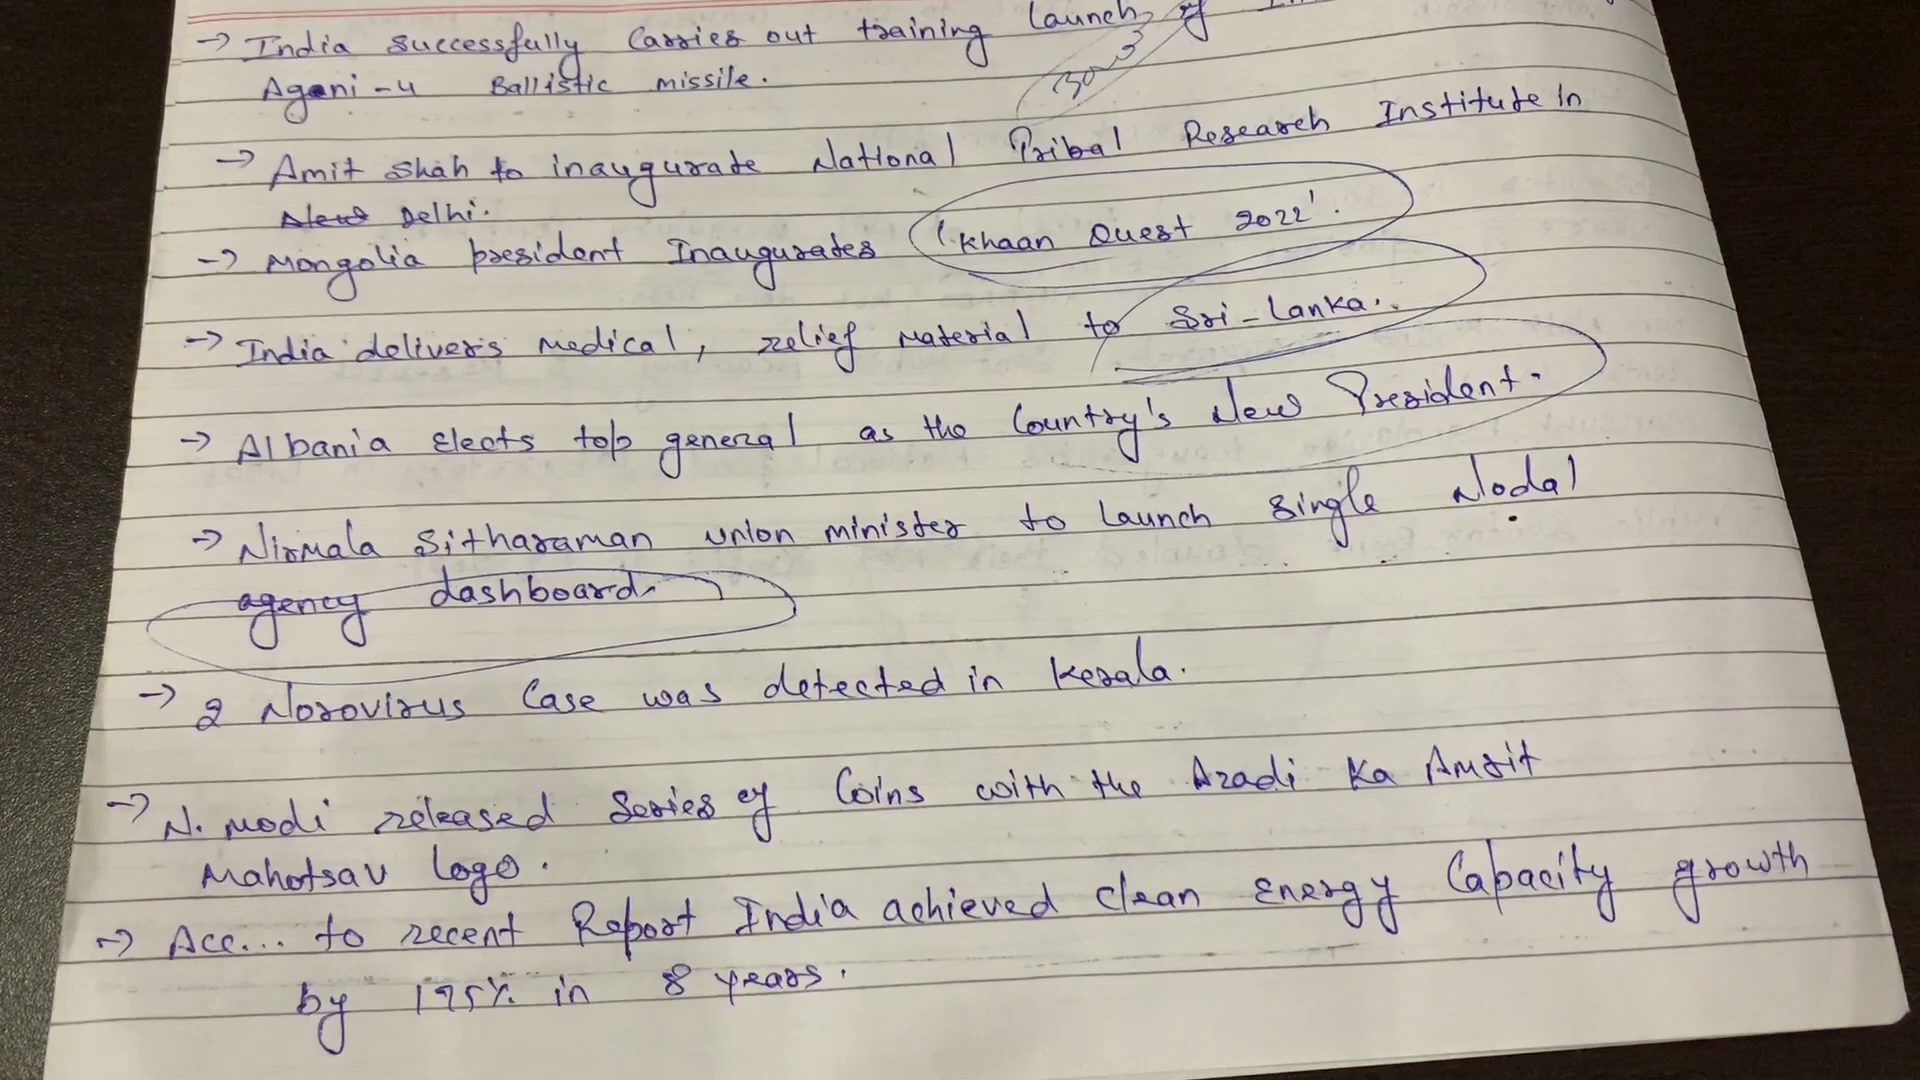 → India successfully Carries out training Launch of
Agni-4 Ballistic missile.
→ Amit Shah to inaugurate National Tribal Research Institute in
New Delhi.
→ Mongolia president Inaugurates 'Khaan Quest 2022'.
→ India delivers medical, relief material to Sri-Lanka.
→ Albania Elects top general as the Country's New President.
→ Nirmala Sitharaman union minister to Launch Single Nodal
agency dashboard.
→ 2 Norovirus Case was detected in Kerala.
→ N. Modi released Series of Coins with the Azadi Ka Amrit
Mahotsav logo.
→ Acc... to recent Report India achieved clean Energy Capacity growth
by 195% in 8 years.